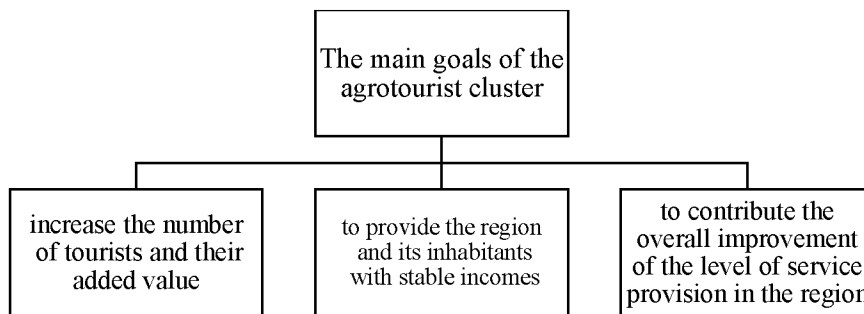 The main goals of the
agrotourist cluster
increase the number
of tourists and their
added value
to provide the region
and its inhabitants
with stable incomes
to contribute the
overall improvement
of the level of service
provision in the region